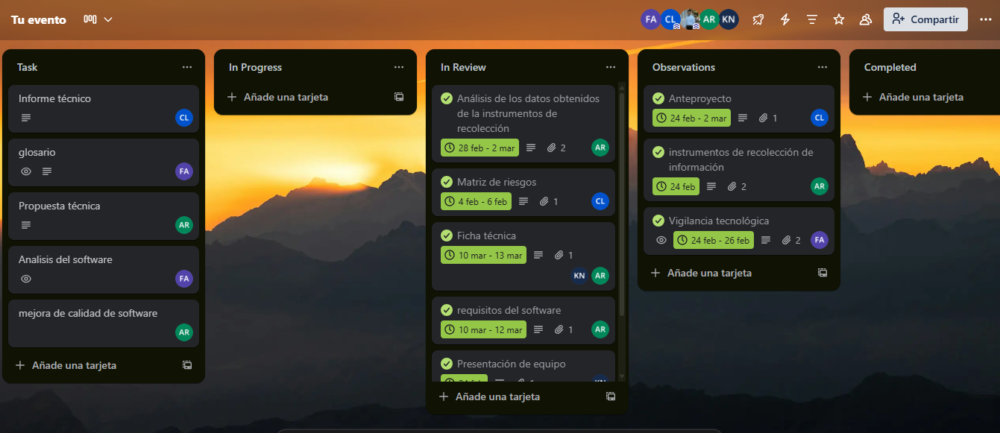 Tu evento
FA CL AR KN
Compartir
Task
Informe técnico
CL
glosario
FA
Propuesta técnica
AR
Analisis del software
FA
mejora de calidad de software
AR
Añade una tarjeta
In Progress
Añade una tarjeta
In Review
Análisis de los datos obtenidos
de la instrumentos de
recolección
28 feb - 2 mar 2 AR
Matriz de riesgos
4 feb - 6 feb 1 CL
Ficha técnica
10 mar - 13 mar 1
KN AR
requisitos del software
10 mar - 12 mar 1 AR
Presentación de equipo
KN
Añade una tarjeta
Observations
Anteproyecto
24 feb - 2 mar 1 CL
instrumentos de recolección de
información
24 feb 2 AR
Vigilancia tecnológica
24 feb - 26 feb 2 FA
Añade una tarjeta
Completed
Añade una tarjeta